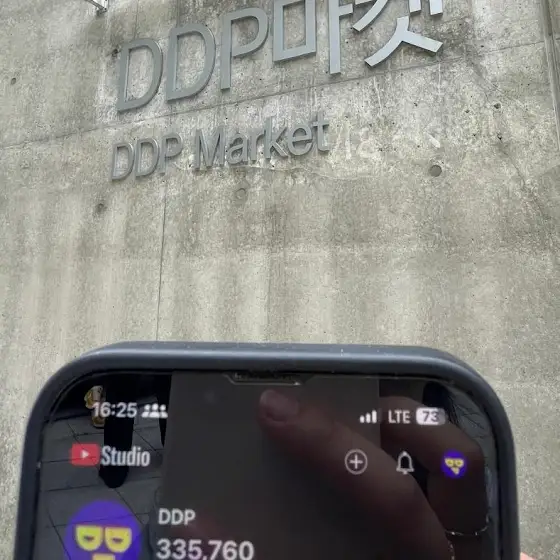 DDP마켓
DDP Market
16:25
LTE 73
Studio
DDP
335,760